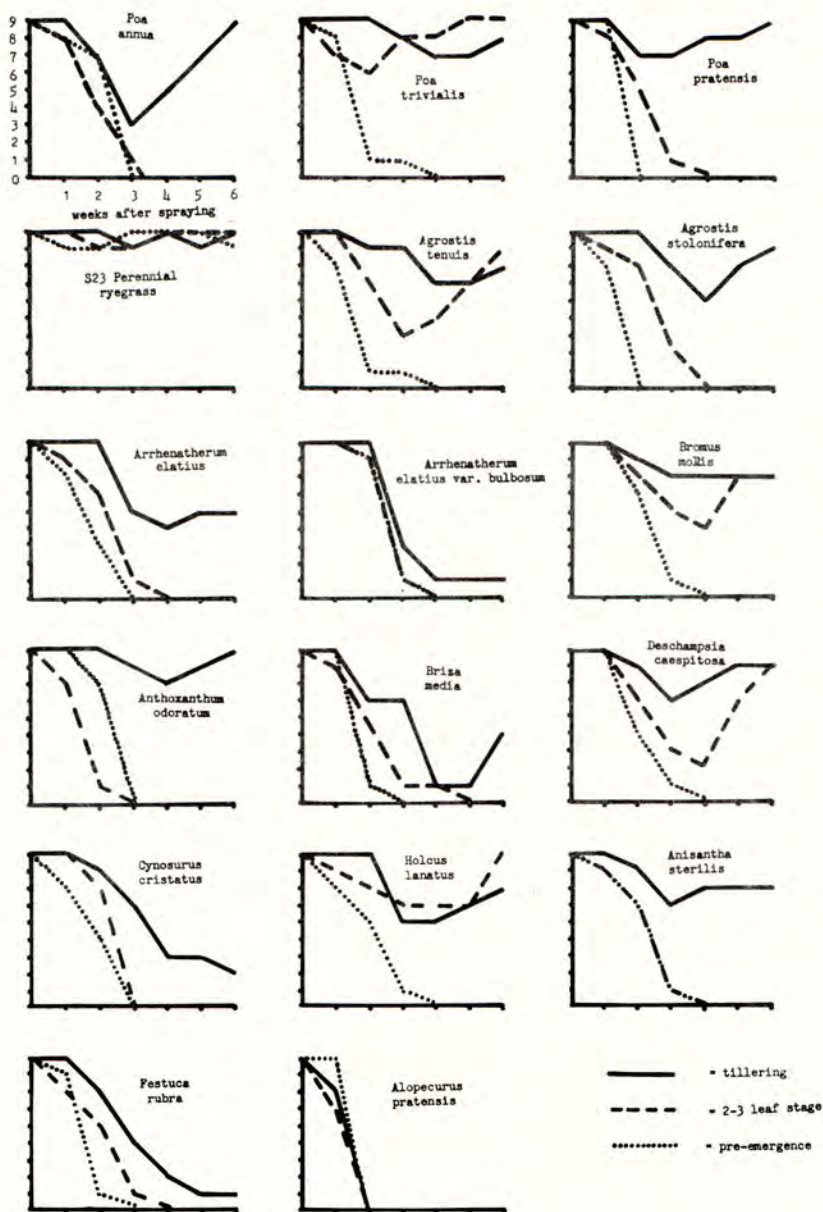 9
8
7
6
5
4
3
2
1
0
Poa
annua
1 2 3 4 5 6
weeks after spraying
Poa
trivialis
Poa
pratensis
S23 Perennial
ryegrass
Agrostis
tenuis
Agrostis
stolonifera
Arrhenatherum
elatius
Arrhenatherum
elatius var. bulbosum
Bromus
mollis
Anthoxanthum
odoratum
Briza
media
Deschampsia
caespitosa
Cynosurus
cristatus
Holcus
lanatus
Anisantha
sterilis
Festuca
rubra
Alopecurus
pratensis
= tillering
= 2-3 leaf stage
= pre-emergence